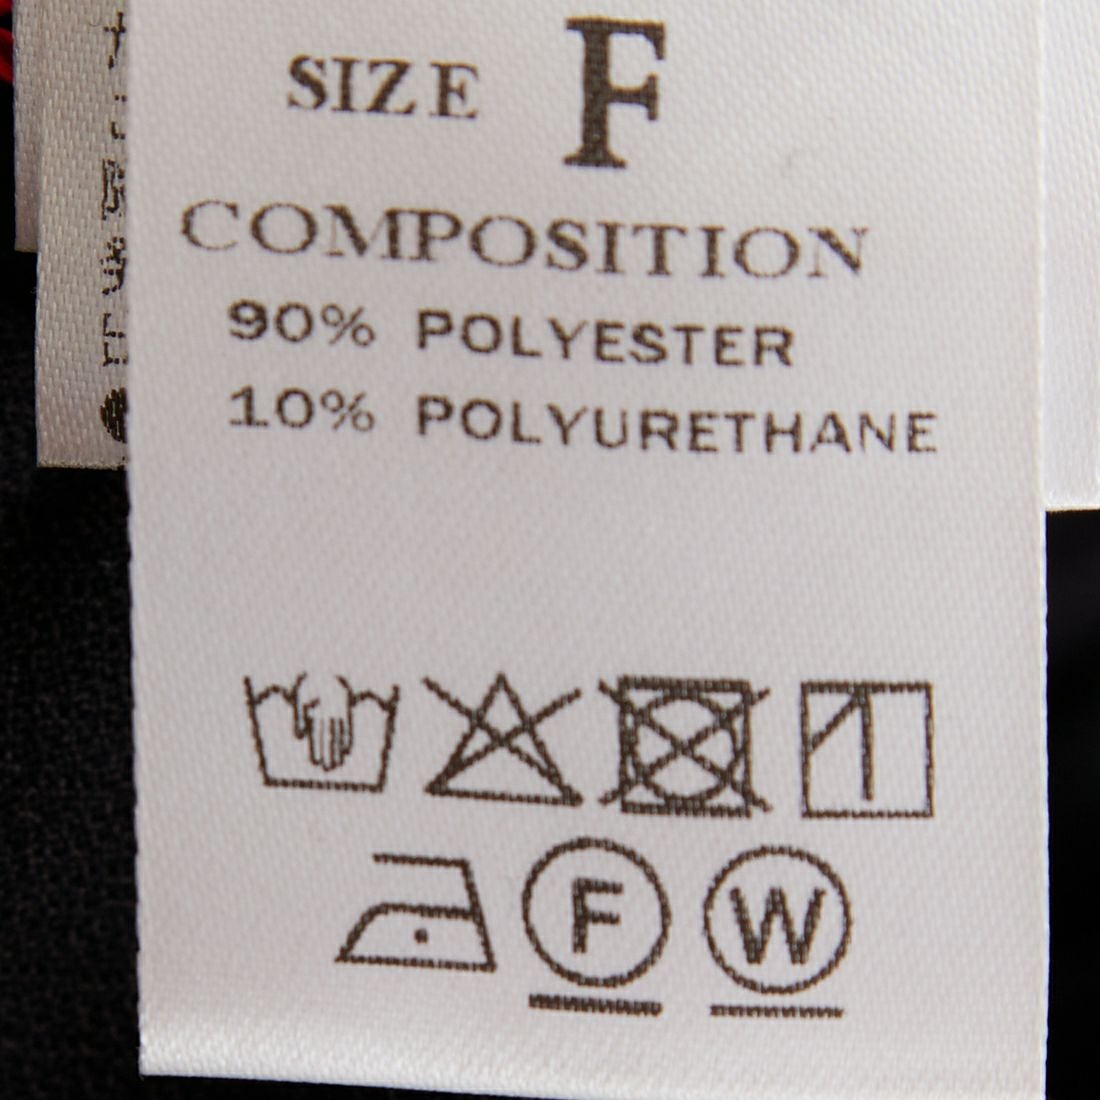 SIZE F
COMPOSITION
90% POLYESTER
10% POLYURETHANE
F W